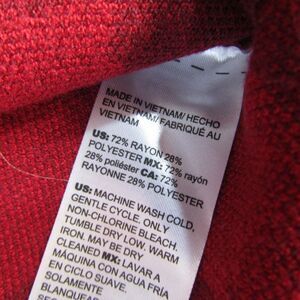 MADE IN VIETNAM/ HECHO
EN VIETNAM/ FABRIQUÉ AU
VIETNAM
US: 72% RAYON 28%
POLYESTER MX: 72% rayón
28% poliéster CA: 72%
RAYONNE 28% POLYESTER
US: MACHINE WASH COLD,
GENTLE CYCLE. ONLY
NON-CHLORINE BLEACH.
TUMBLE DRY LOW. WARM
IRON. MAY BE DRY
CLEANED MX: LAVAR A
MÁQUINA CON AGUA FRÍA
EN CICLO SUAVE.
BLANQUEAR